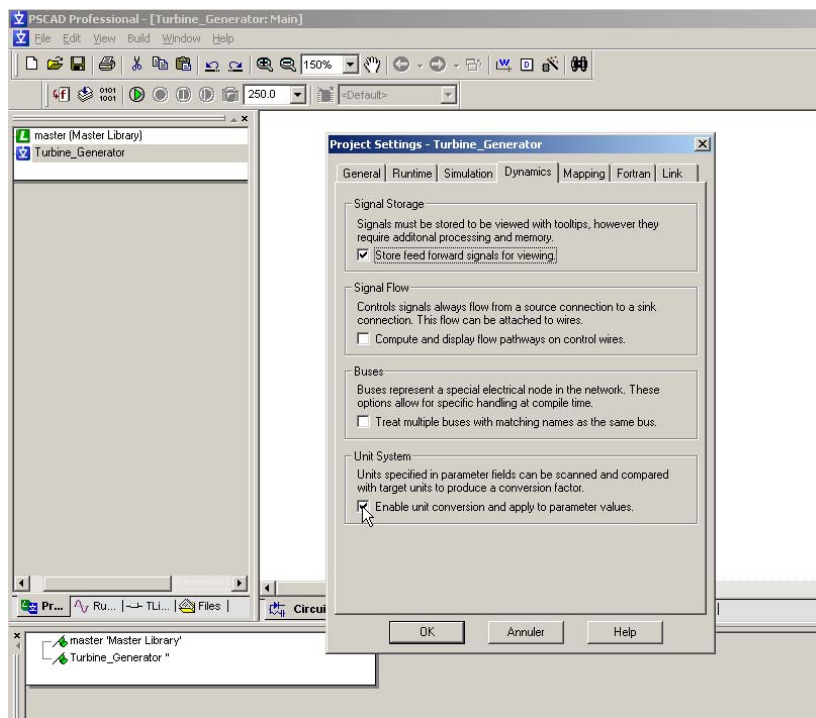 PSCAD Professional - [Turbine_Generator: Main]
File Edit View Build Window Help
150%
250.0 <Default>
master (Master Library)
Turbine_Generator
Project Settings - Turbine_Generator
General Runtime Simulation Dynamics Mapping Fortran Link
Signal Storage
Signals must be stored to be viewed with tooltips, however they
require additonal processing and memory.
Store feed forward signals for viewing.
Signal Flow
Controls signals always flow from a source connection to a sink
connection. This flow can be attached to wires.
Compute and display flow pathways on control wires.
Buses
Buses represent a special electrical node in the network. These
options allow for specific handling at compile time.
Treat multiple buses with matching names as the same bus.
Unit System
Units specified in parameter fields can be scanned and compared
with target units to produce a conversion factor.
Enable unit conversion and apply to parameter values.
Pr... Ru... TLi... Files
Circui
OK Annuler Help
master 'Master Library'
Turbine_Generator ''